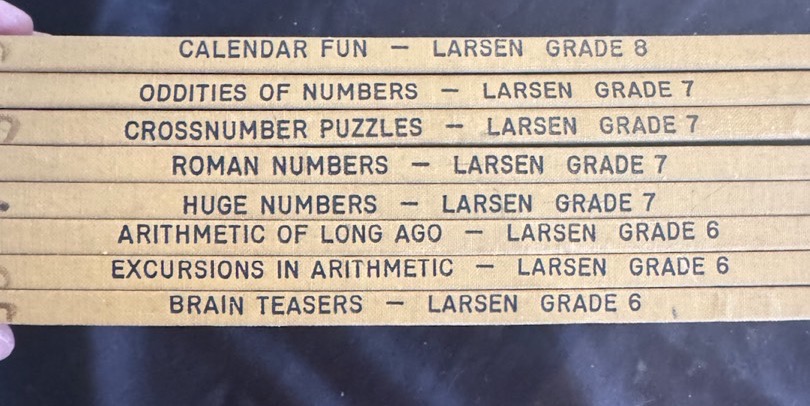 CALENDAR FUN — LARSEN GRADE 8
ODDITIES OF NUMBERS — LARSEN GRADE 7
CROSSNUMBER PUZZLES — LARSEN GRADE 7
ROMAN NUMBERS — LARSEN GRADE 7
HUGE NUMBERS — LARSEN GRADE 7
ARITHMETIC OF LONG AGO — LARSEN GRADE 6
EXCURSIONS IN ARITHMETIC — LARSEN GRADE 6
BRAIN TEASERS — LARSEN GRADE 6